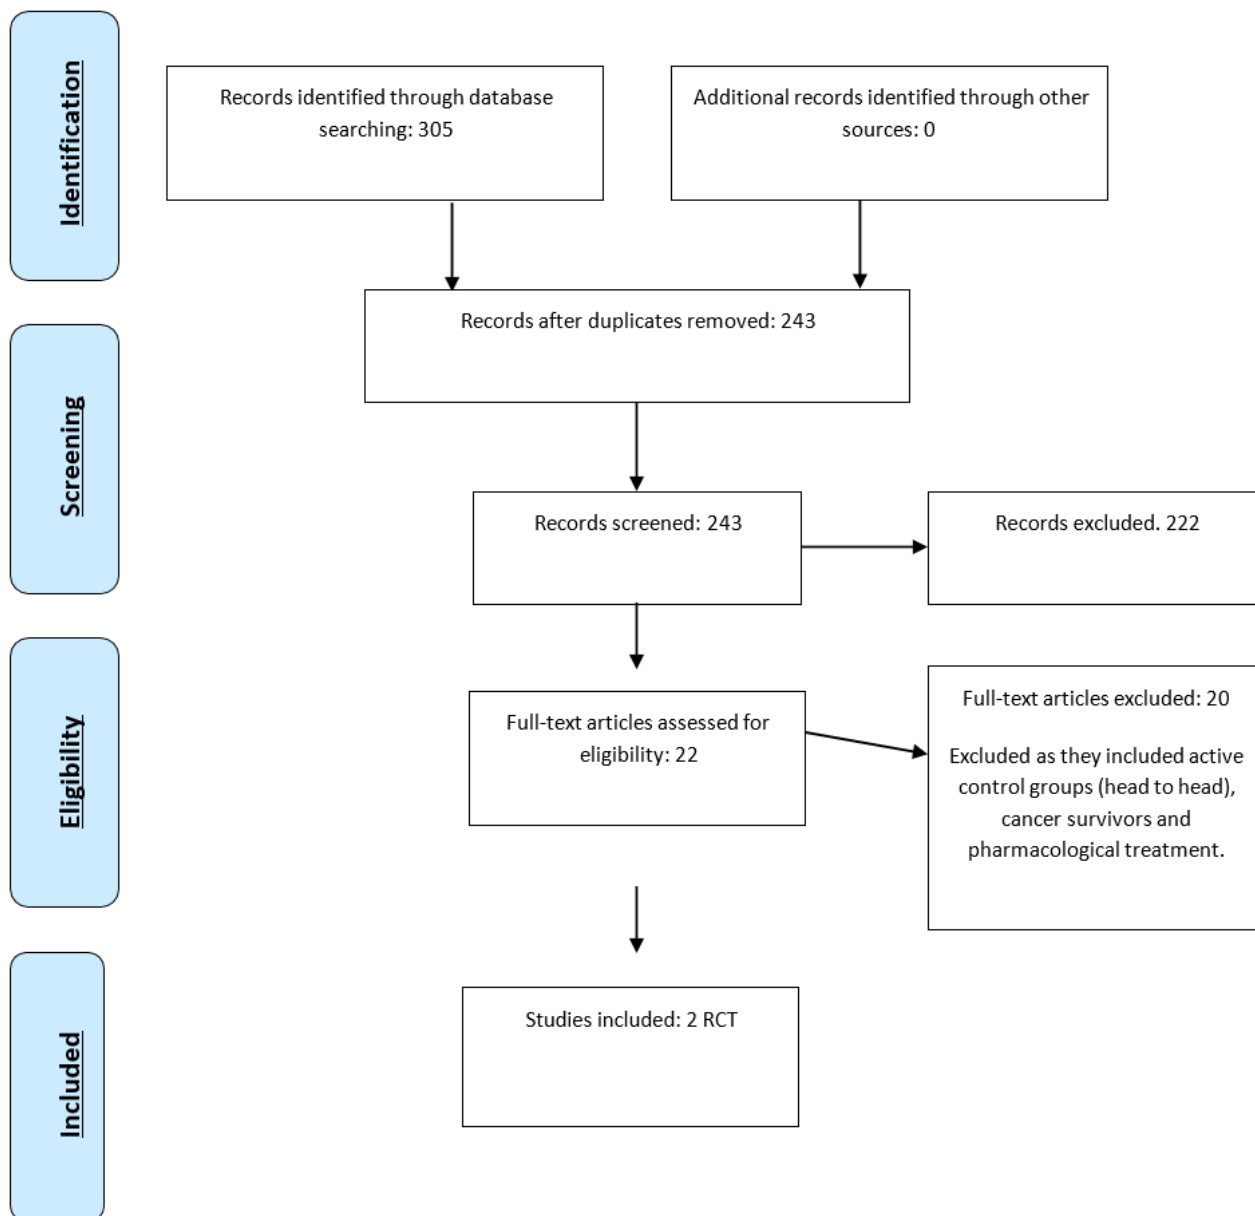 Identification
Records identified through database
searching: 305
Additional records identified through other
sources: 0
Records after duplicates removed: 243
Screening
Records screened: 243
Records excluded. 222
Eligibility
Full-text articles assessed for
eligibility: 22
Full-text articles excluded: 20
Excluded as they included active
control groups (head to head),
cancer survivors and
pharmacological treatment.
Included
Studies included: 2 RCT